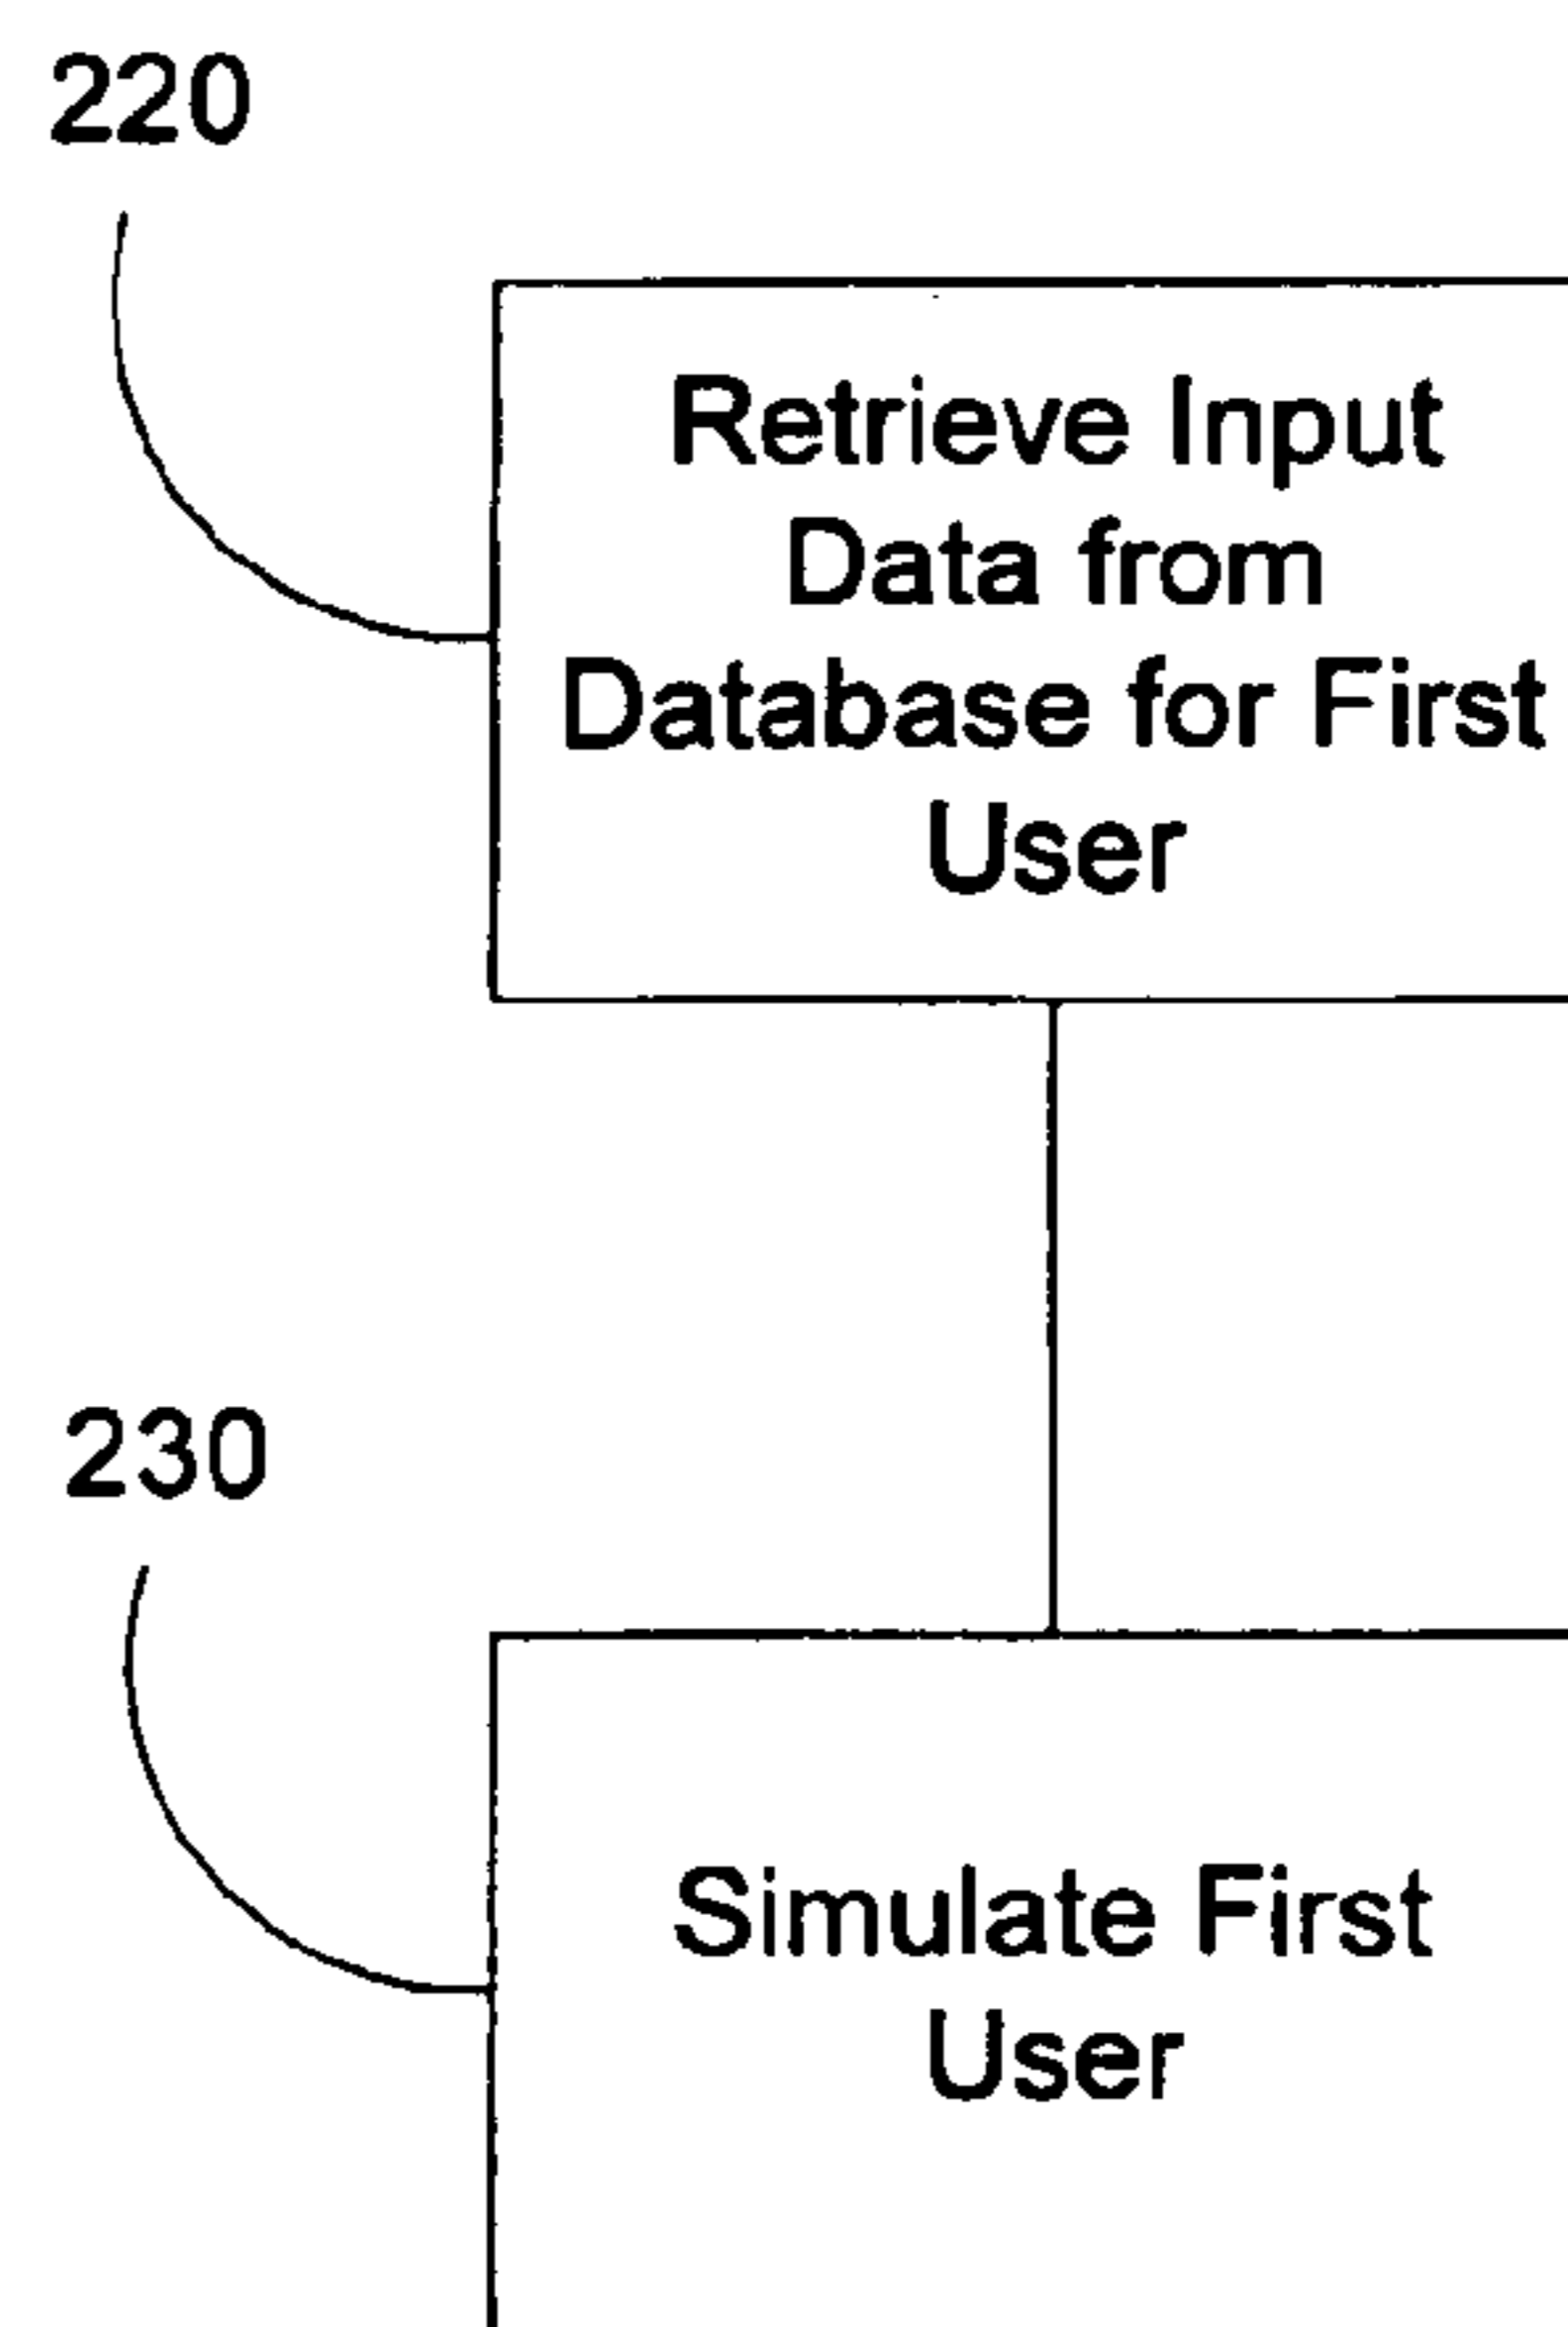 220
Retrieve Input
Data from
Database for First
User
230
Simulate First
User